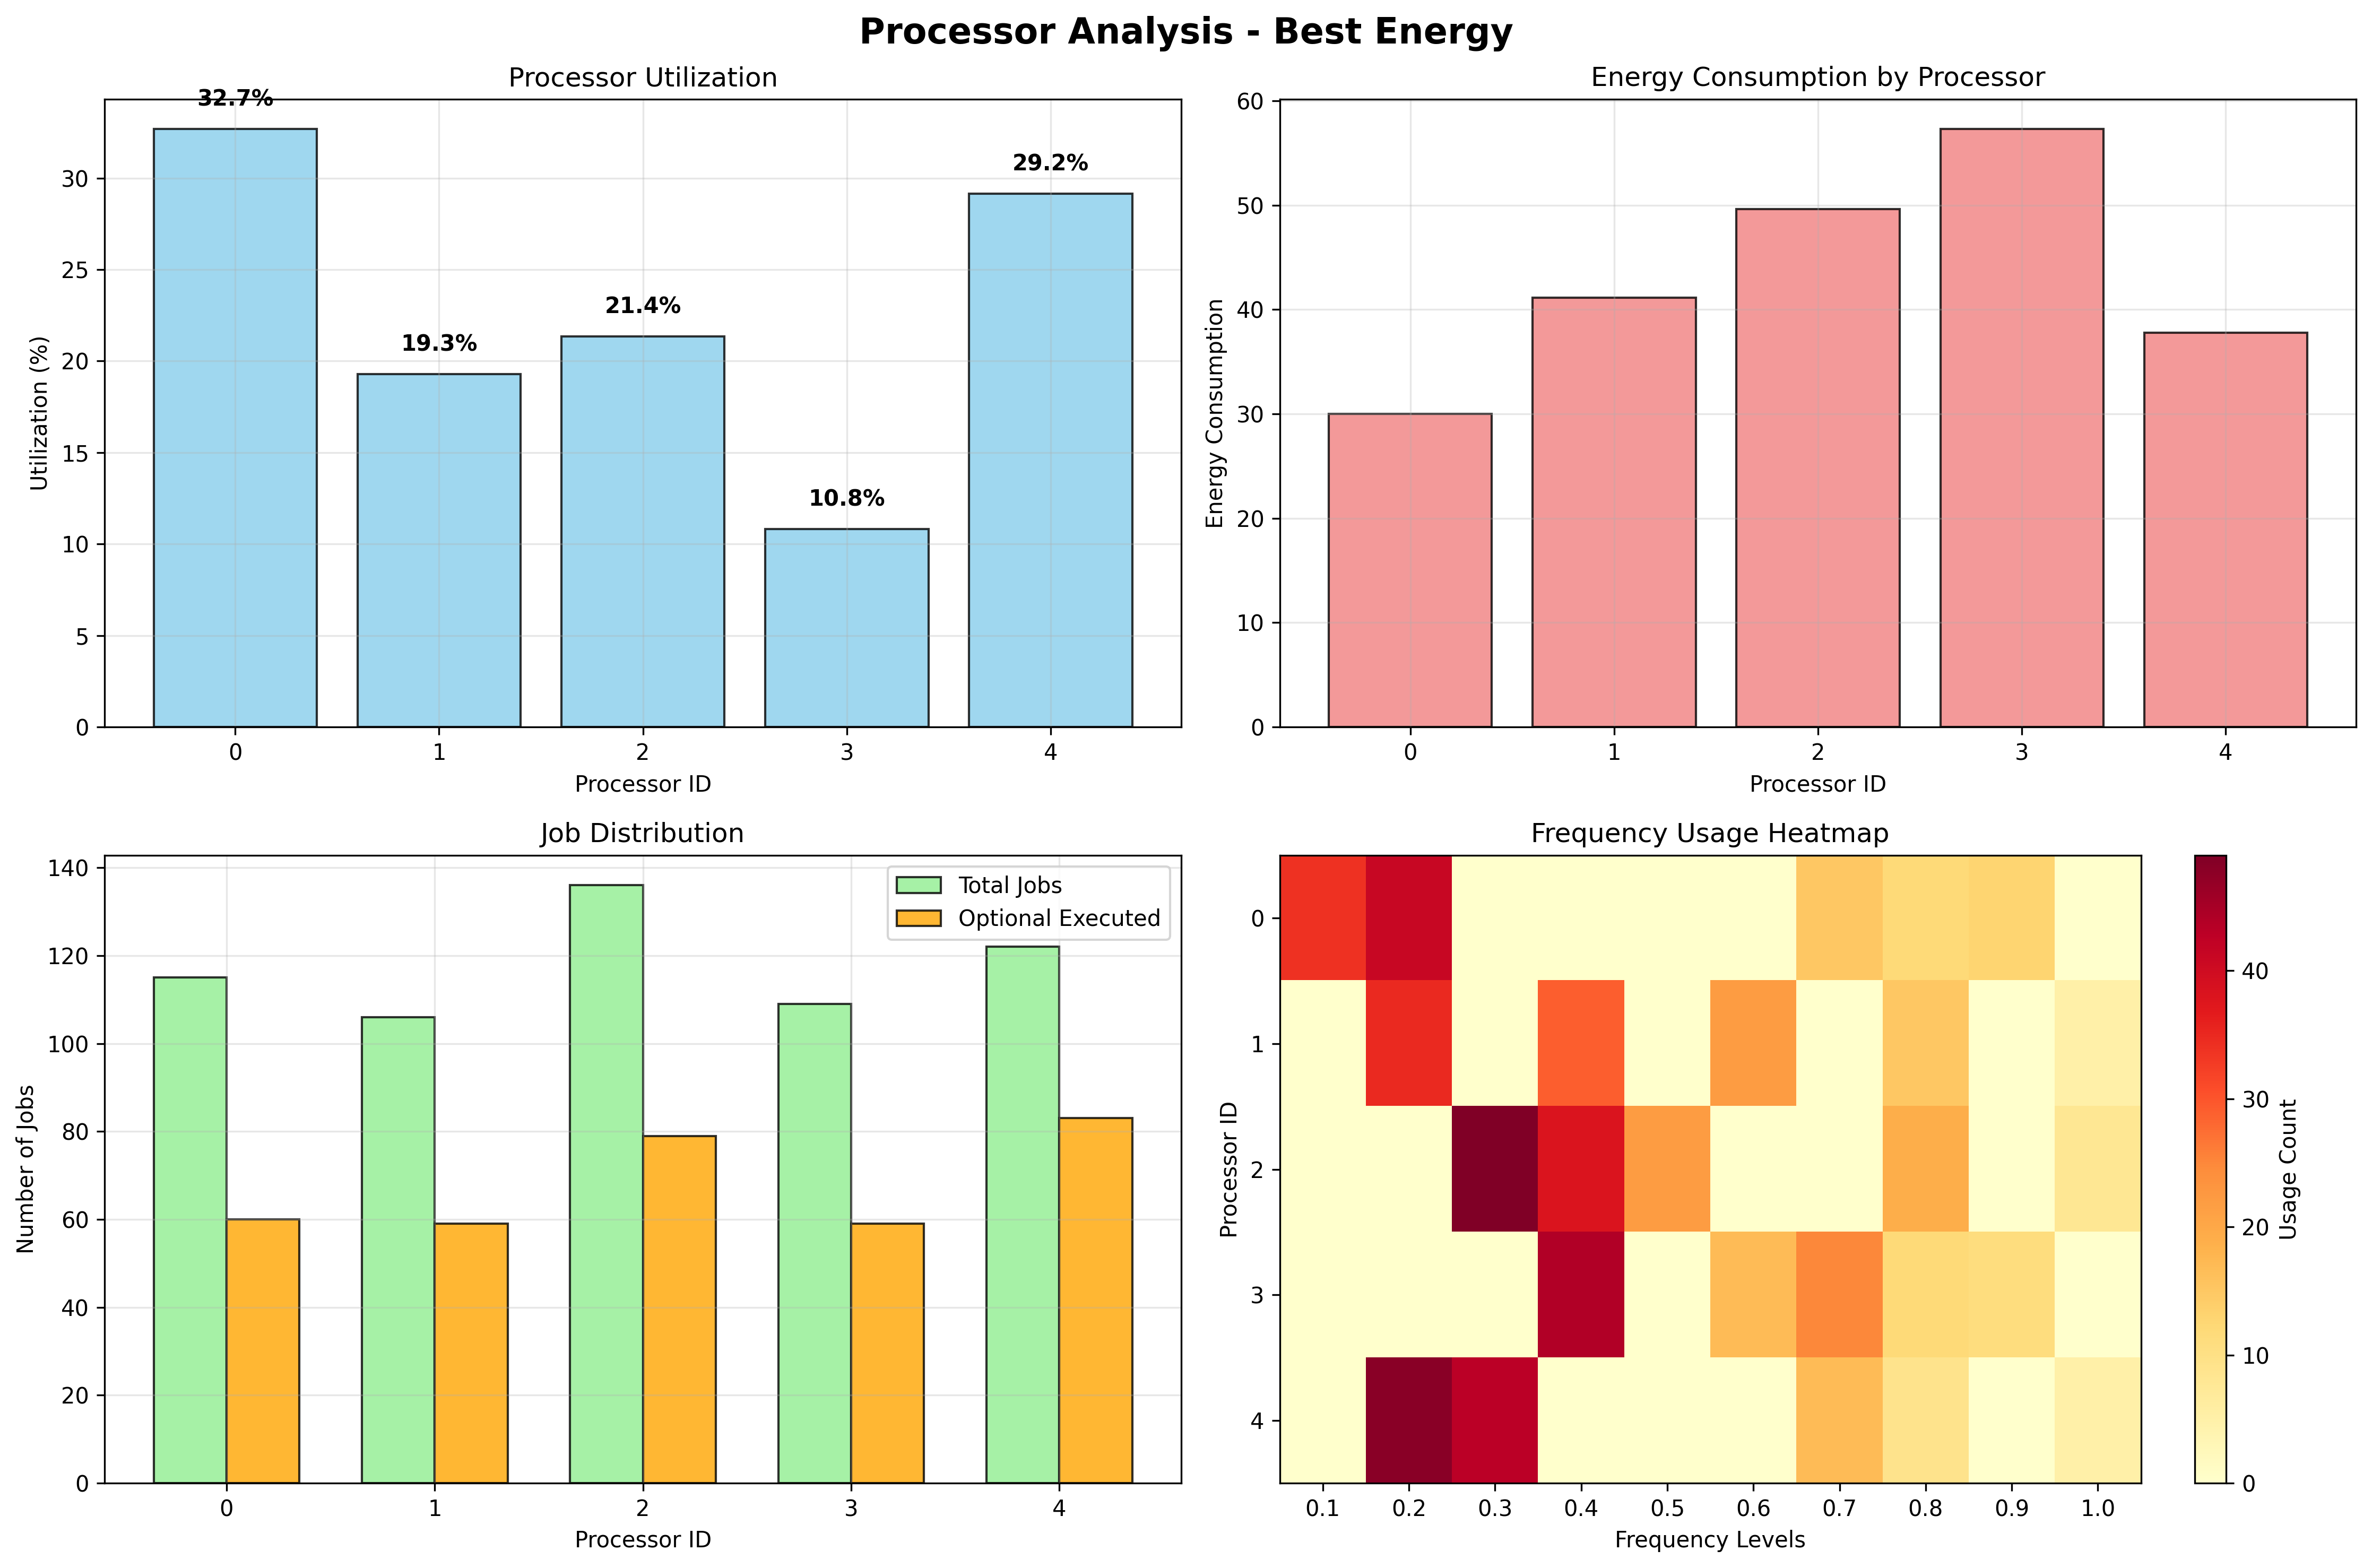 Processor Analysis - Best Energy
Processor Utilization
32.7%
19.3%
21.4%
10.8%
29.2%
30
25
20
15
10
5
0
Utilization (%)
0 1 2 3 4
Processor ID
Energy Consumption by Processor
60
50
40
30
20
10
0
Energy Consumption
0 1 2 3 4
Processor ID
Job Distribution
Total Jobs
Optional Executed
140
120
100
80
60
40
20
0
Number of Jobs
0 1 2 3 4
Processor ID
Frequency Usage Heatmap
0
1
2
3
4
Processor ID
0.1 0.2 0.3 0.4 0.5 0.6 0.7 0.8 0.9 1.0
Frequency Levels
40
30
20
10
0
Usage Count